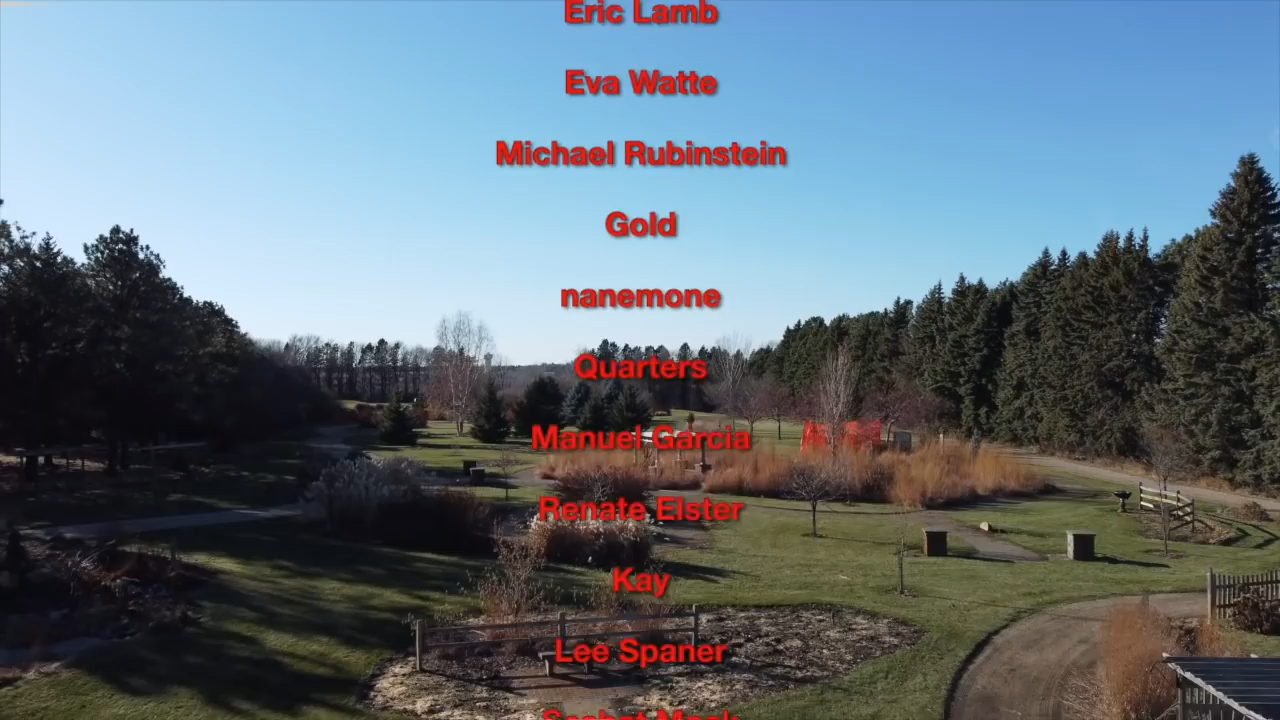 Eric Lamb
Eva Watte
Michael Rubinstein
Gold
nanemone
Quarters
Manuel Garcia
Renate Elster
Kay
Lee Spaner